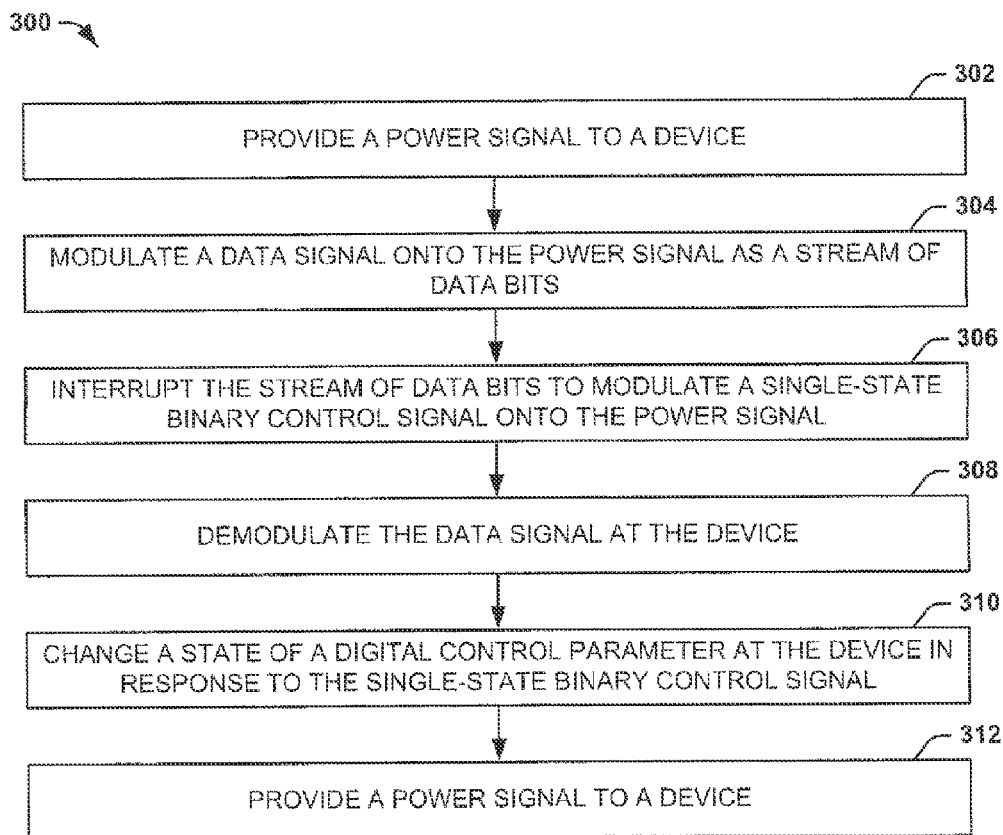 300
302
PROVIDE A POWER SIGNAL TO A DEVICE
304
MODULATE A DATA SIGNAL ONTO THE POWER SIGNAL AS A STREAM OF
DATA BITS
306
INTERRUPT THE STREAM OF DATA BITS TO MODULATE A SINGLE-STATE
BINARY CONTROL SIGNAL ONTO THE POWER SIGNAL
308
DEMODULATE THE DATA SIGNAL AT THE DEVICE
310
CHANGE A STATE OF A DIGITAL CONTROL PARAMETER AT THE DEVICE IN
RESPONSE TO THE SINGLE-STATE BINARY CONTROL SIGNAL
312
PROVIDE A POWER SIGNAL TO A DEVICE